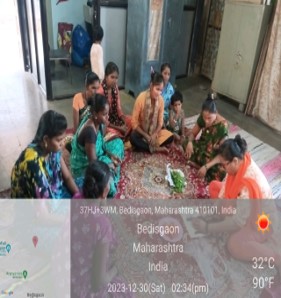 37HJ+3WM, Bedisgaon, Maharashtra 410101, India
Bedisgaon
Maharashtra
India
2023-12-30(Sat) 02:34(pm)
32°C
90°F